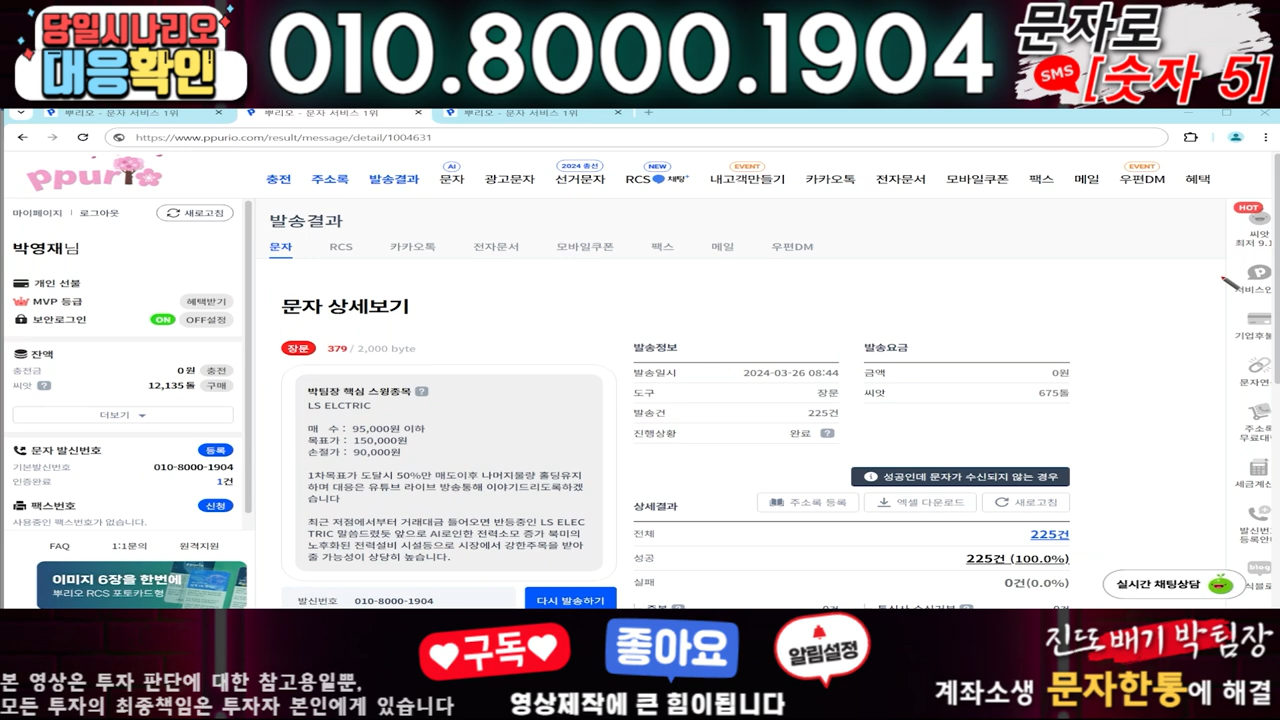 당일시나리오
대응확인
010.8000.1904
문자로
SMS
[숫자 5]
뿌리오 - 문자 서비스 1위
뿌리오 - 문자 서비스 1위
뿌리오 - 문자 서비스 1위
https://www.ppurio.com/result/message/detail/1004631
ppurio
충전
주소록
발송결과
AI
문자
광고문자
2024 총선
선거문자
NEW
RCS 채팅+
EVENT
내고객만들기
카카오톡
전자문서
모바일쿠폰
팩스
메일
EVENT
우편DM
혜택
마이페이지 | 로그아웃
새로고침
박영재님
개인 선불
MVP 등급
혜택받기
보안로그인
ON
OFF설정
잔액
충전금
0원
충전
씨앗 ?
12,135톨
구매
더보기
문자 발신번호
등록
기본발신번호
010-8000-1904
인증완료
1건
팩스번호
신청
사용중인 팩스번호가 없습니다.
FAQ
1:1문의
원격지원
이미지 6장을 한번에
뿌리오 RCS 포토카드형
발송결과
문자
RCS
카카오톡
전자문서
모바일쿠폰
팩스
메일
우편DM
문자 상세보기
장문
379 / 2,000 byte
박팀장 핵심 스윙종목 ?
LS ELCTRIC
매 수 : 95,000원 이하
목표가 : 150,000원
손절가 : 90,000원
1차목표가 도달시 50%만 매도이후 나머지물량 홀딩유지
하며 대응은 유튜브 라이브 방송통해 이야기드리도록하겠
습니다
최근 저점에서부터 거래대금 들어오면 반등중인 LS ELEC
TRIC 말씀드렸듯 앞으로 AI로인한 전력소모 증가 북미의
노후화된 전력설비 시설등으로 시장에서 강한주목을 받아
줄 가능성이 상당히 높습니다.
발신번호
010-8000-1904
다시 발송하기
발송정보
발송일시
2024-03-26 08:44
도구
장문
발송건
225건
진행상황
완료 ?
발송요금
금액
0원
씨앗
675톨
성공인데 문자가 수신되지 않는 경우
상세결과
주소록 등록
엑셀 다운로드
새로고침
전체
225건
성공
225건 (100.0%)
실패
0건(0.0%)
HOT
씨앗
최저 9.1
서비스인
기업후불
문자연
주소록
무료대
세금계산
발신번호
등록안
blog
실시간 채팅상담
구독
좋아요
알림설정
영상제작에 큰 힘이됩니다
본 영상은 투자 판단에 대한 참고용일뿐,
모든 투자의 최종책임은 투자자 본인에게 있습니다
진또배기 박팀장
계좌소생 문자한통에 해결